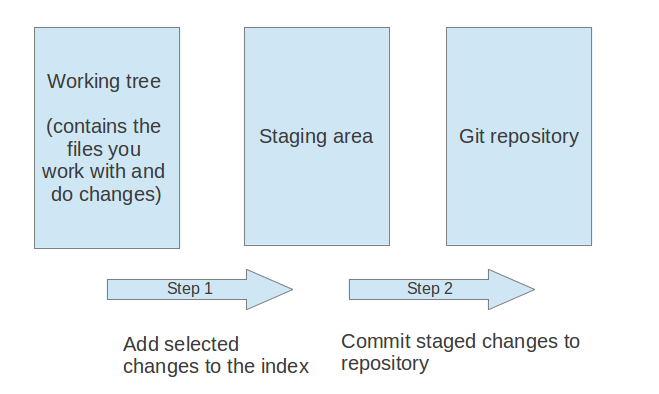 Working tree
(contains the
files you
work with and
do changes)
Staging area
Git repository
Step 1
Step 2
Add selected
changes to the index
Commit staged changes to
repository